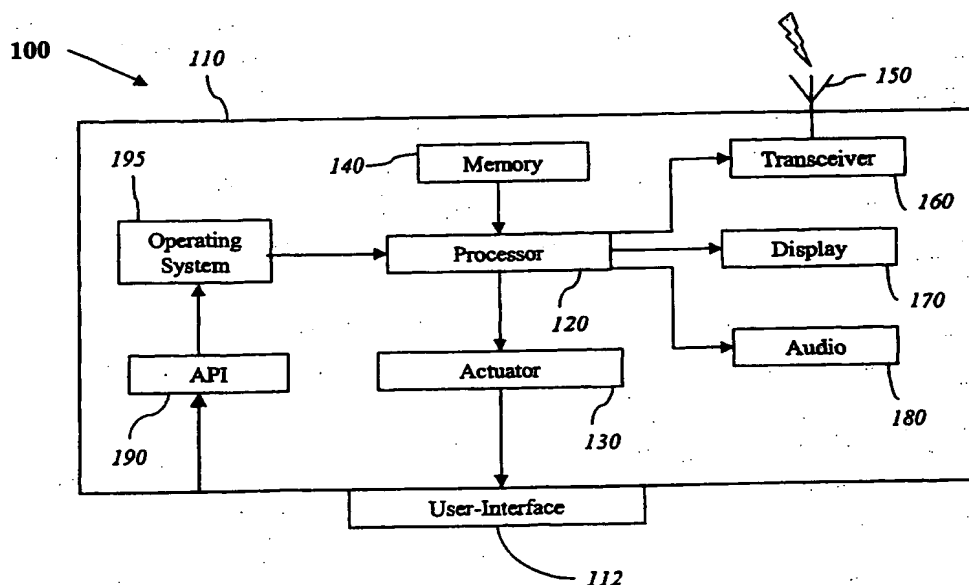 100
110
150
195
140
Memory
Transceiver
160
Operating
System
Processor
Display
120
170
API
Actuator
Audio
190
130
180
User-Interface
112